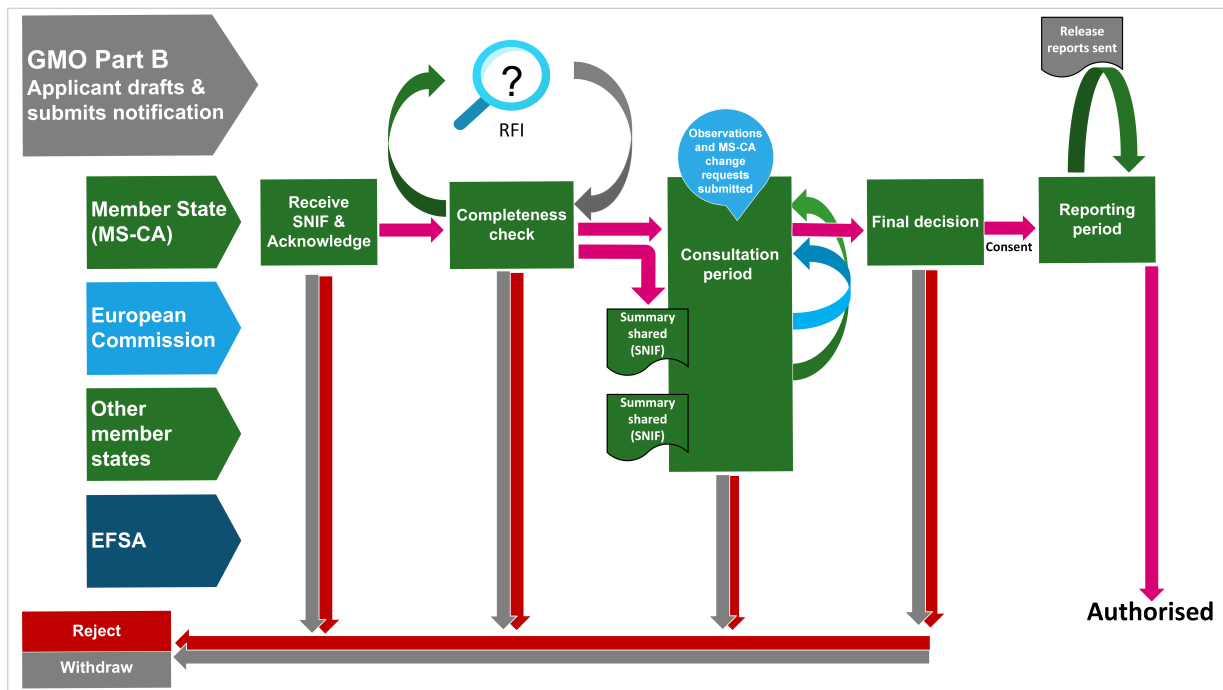 GMO Part B
Applicant drafts &
submits notification
?
RFI
Release
reports sent
Observations
and MS-CA
change
requests
submitted
Member State
(MS-CA)
Receive
SNIF &
Acknowledge
Completeness
check
Consultation
period
Final decision
Consent
Reporting
period
European
Commission
Summary
shared
(SNIF)
Other
member
states
Summary
shared
(SNIF)
EFSA
Authorised
Reject
Withdraw